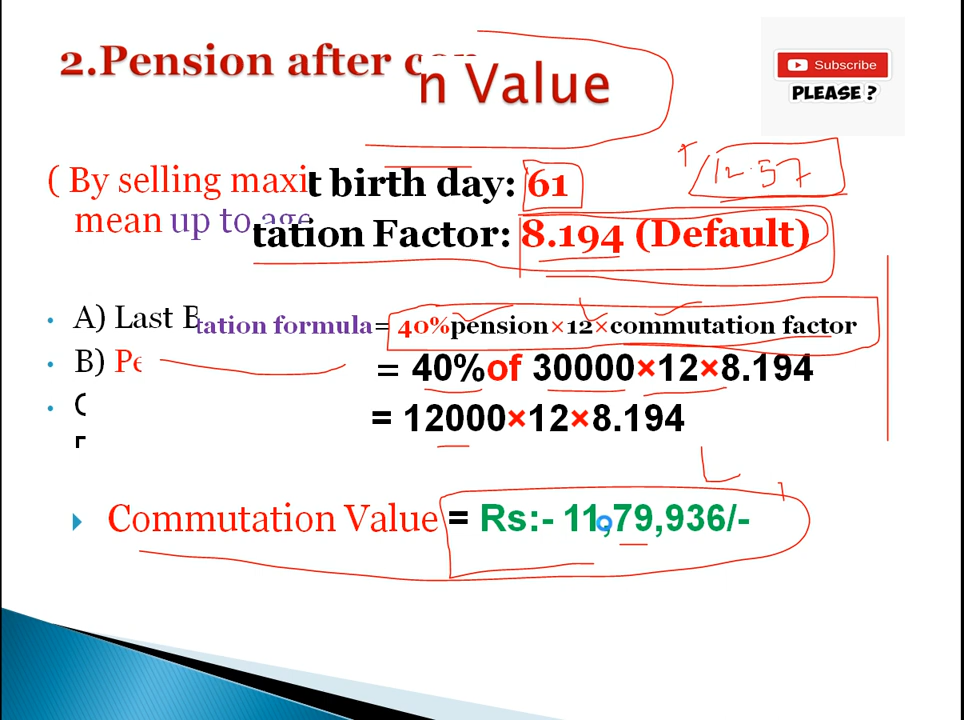 2.Pension after
n Value
Subscribe
PLEASE ?
12.57
( By selling maxi
t birth day: 61
mean up to age
tation Factor: 8.194 (Default)
• A) Last B
tation formula= 40%pension×12×commutation factor
• B) Pe
= 40%of 30000×12×8.194
= 12000×12×8.194
Commutation Value = Rs:- 11,79,936/-